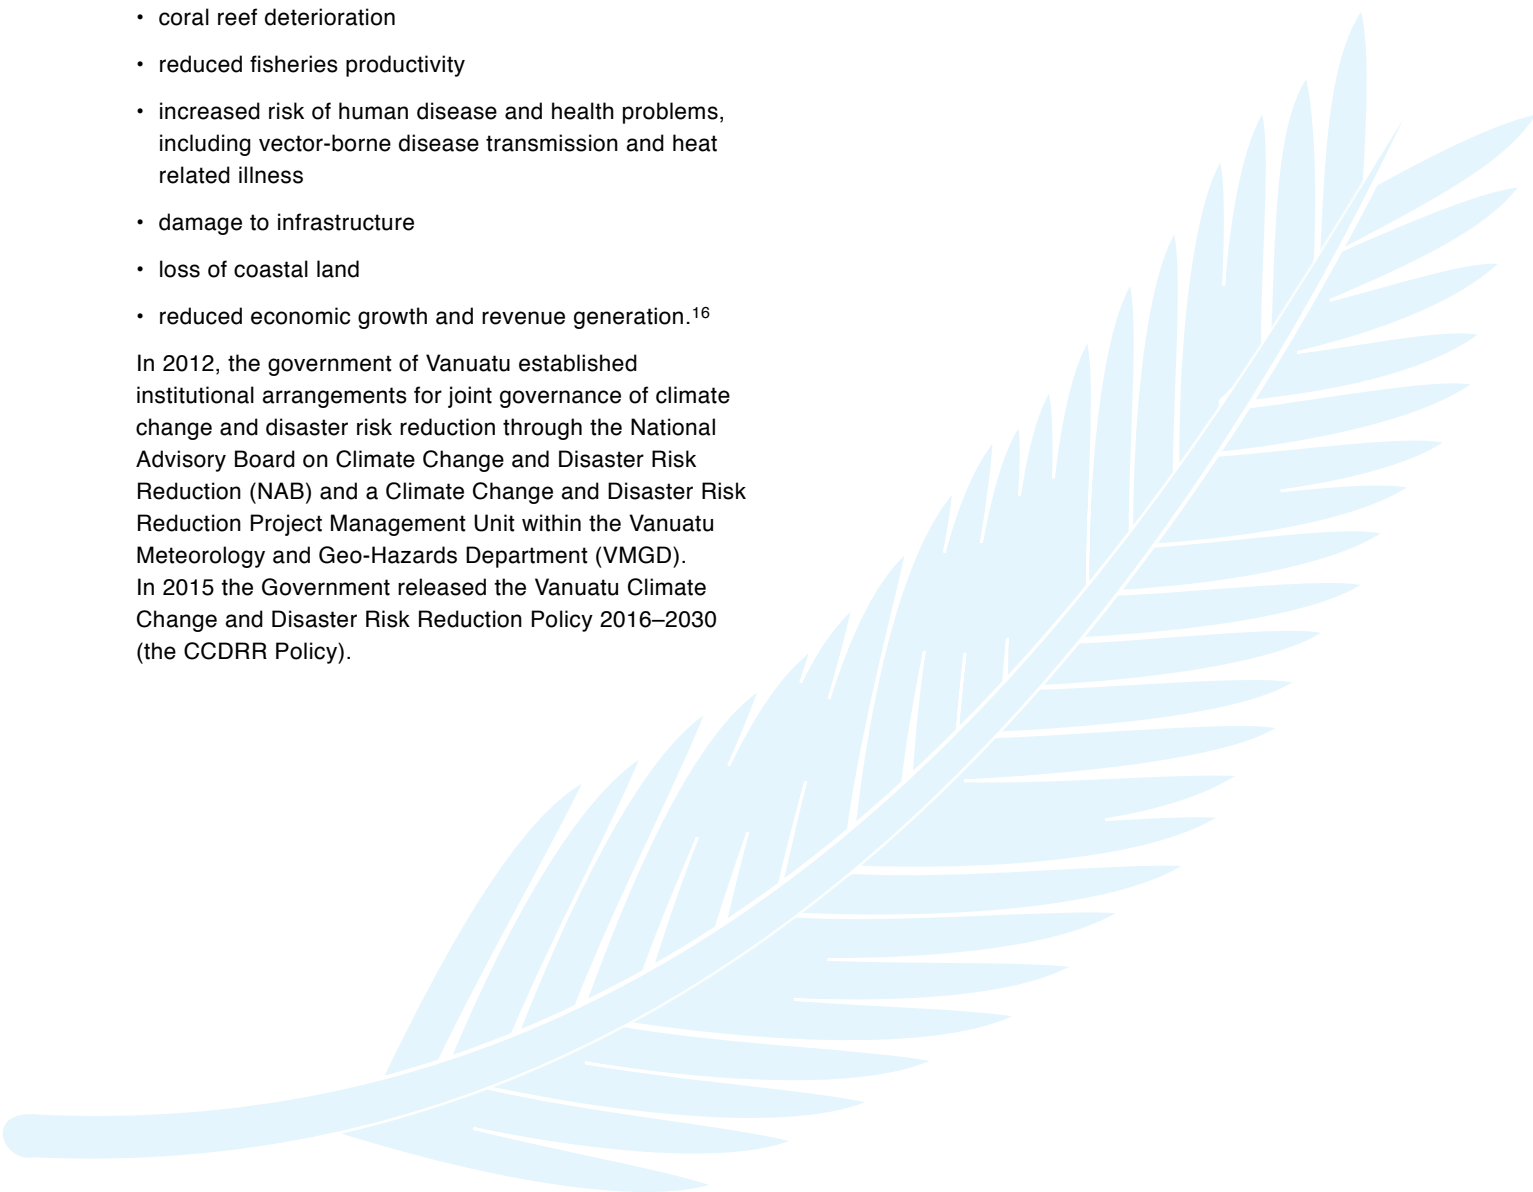 • coral reef deterioration
• reduced fisheries productivity
• increased risk of human disease and health problems,
including vector-borne disease transmission and heat
related illness
• damage to infrastructure
• loss of coastal land
• reduced economic growth and revenue generation.16
In 2012, the government of Vanuatu established
institutional arrangements for joint governance of climate
change and disaster risk reduction through the National
Advisory Board on Climate Change and Disaster Risk
Reduction (NAB) and a Climate Change and Disaster Risk
Reduction Project Management Unit within the Vanuatu
Meteorology and Geo-Hazards Department (VMGD).
In 2015 the Government released the Vanuatu Climate
Change and Disaster Risk Reduction Policy 2016–2030
(the CCDRR Policy).